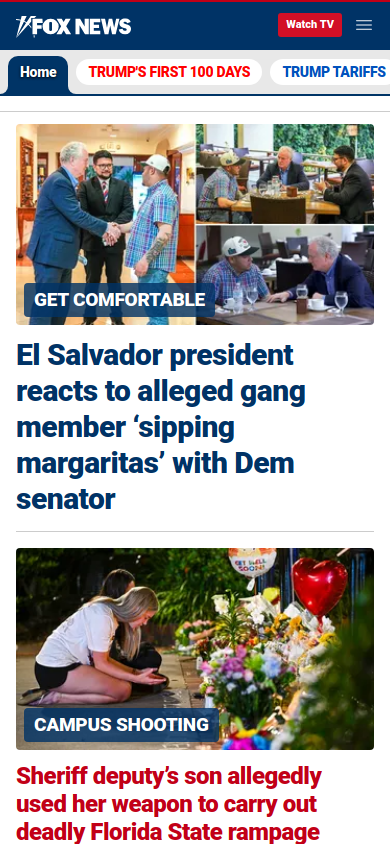 FOX NEWS
Watch TV
Home
TRUMP'S FIRST 100 DAYS
TRUMP TARIFFS
GET COMFORTABLE
El Salvador president
reacts to alleged gang
member ‘sipping
margaritas’ with Dem
senator
GET WELL
SOON!
CAMPUS SHOOTING
Sheriff deputy’s son allegedly
used her weapon to carry out
deadly Florida State rampage